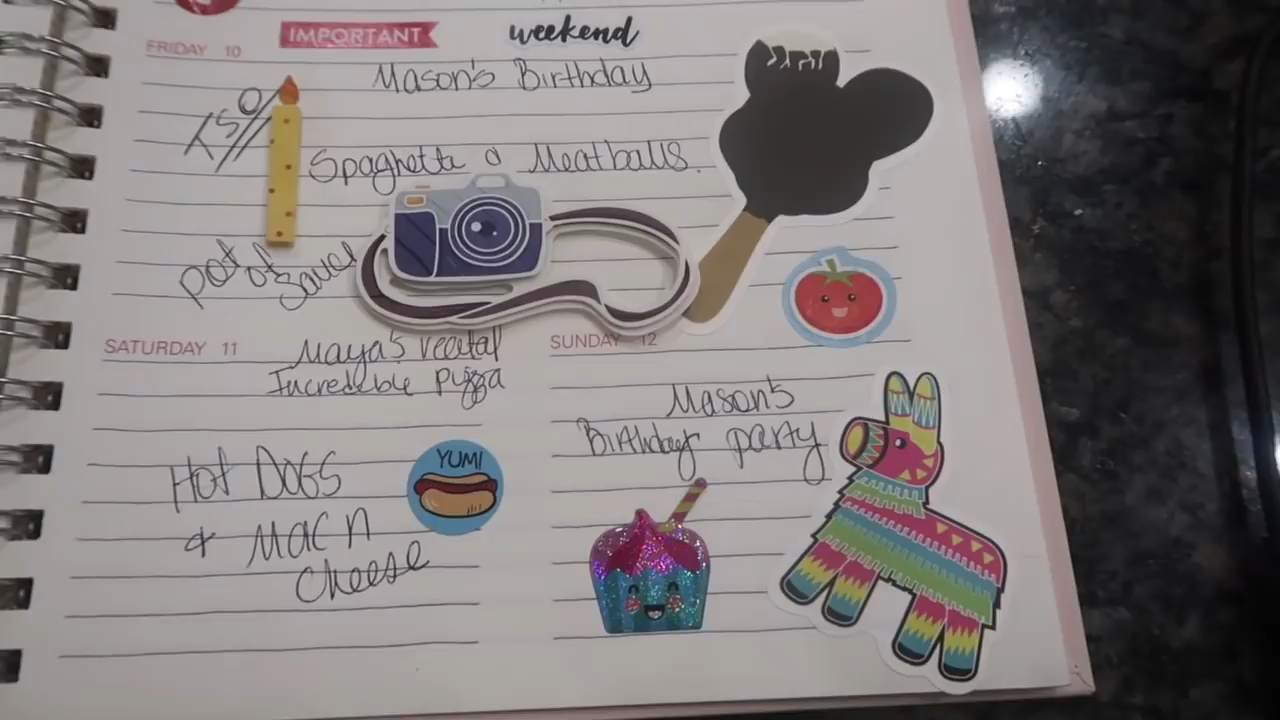 IMPORTANT
weekend
FRIDAY 10
Mason's Birthday
Spaghetti & Meatballs.
pot of
SATURDAY 11
Maya's recital
Incredible pizza
Hot Dogs
& Mac n
Cheese
YUM!
SUNDAY 12
Mason's
Birthday party